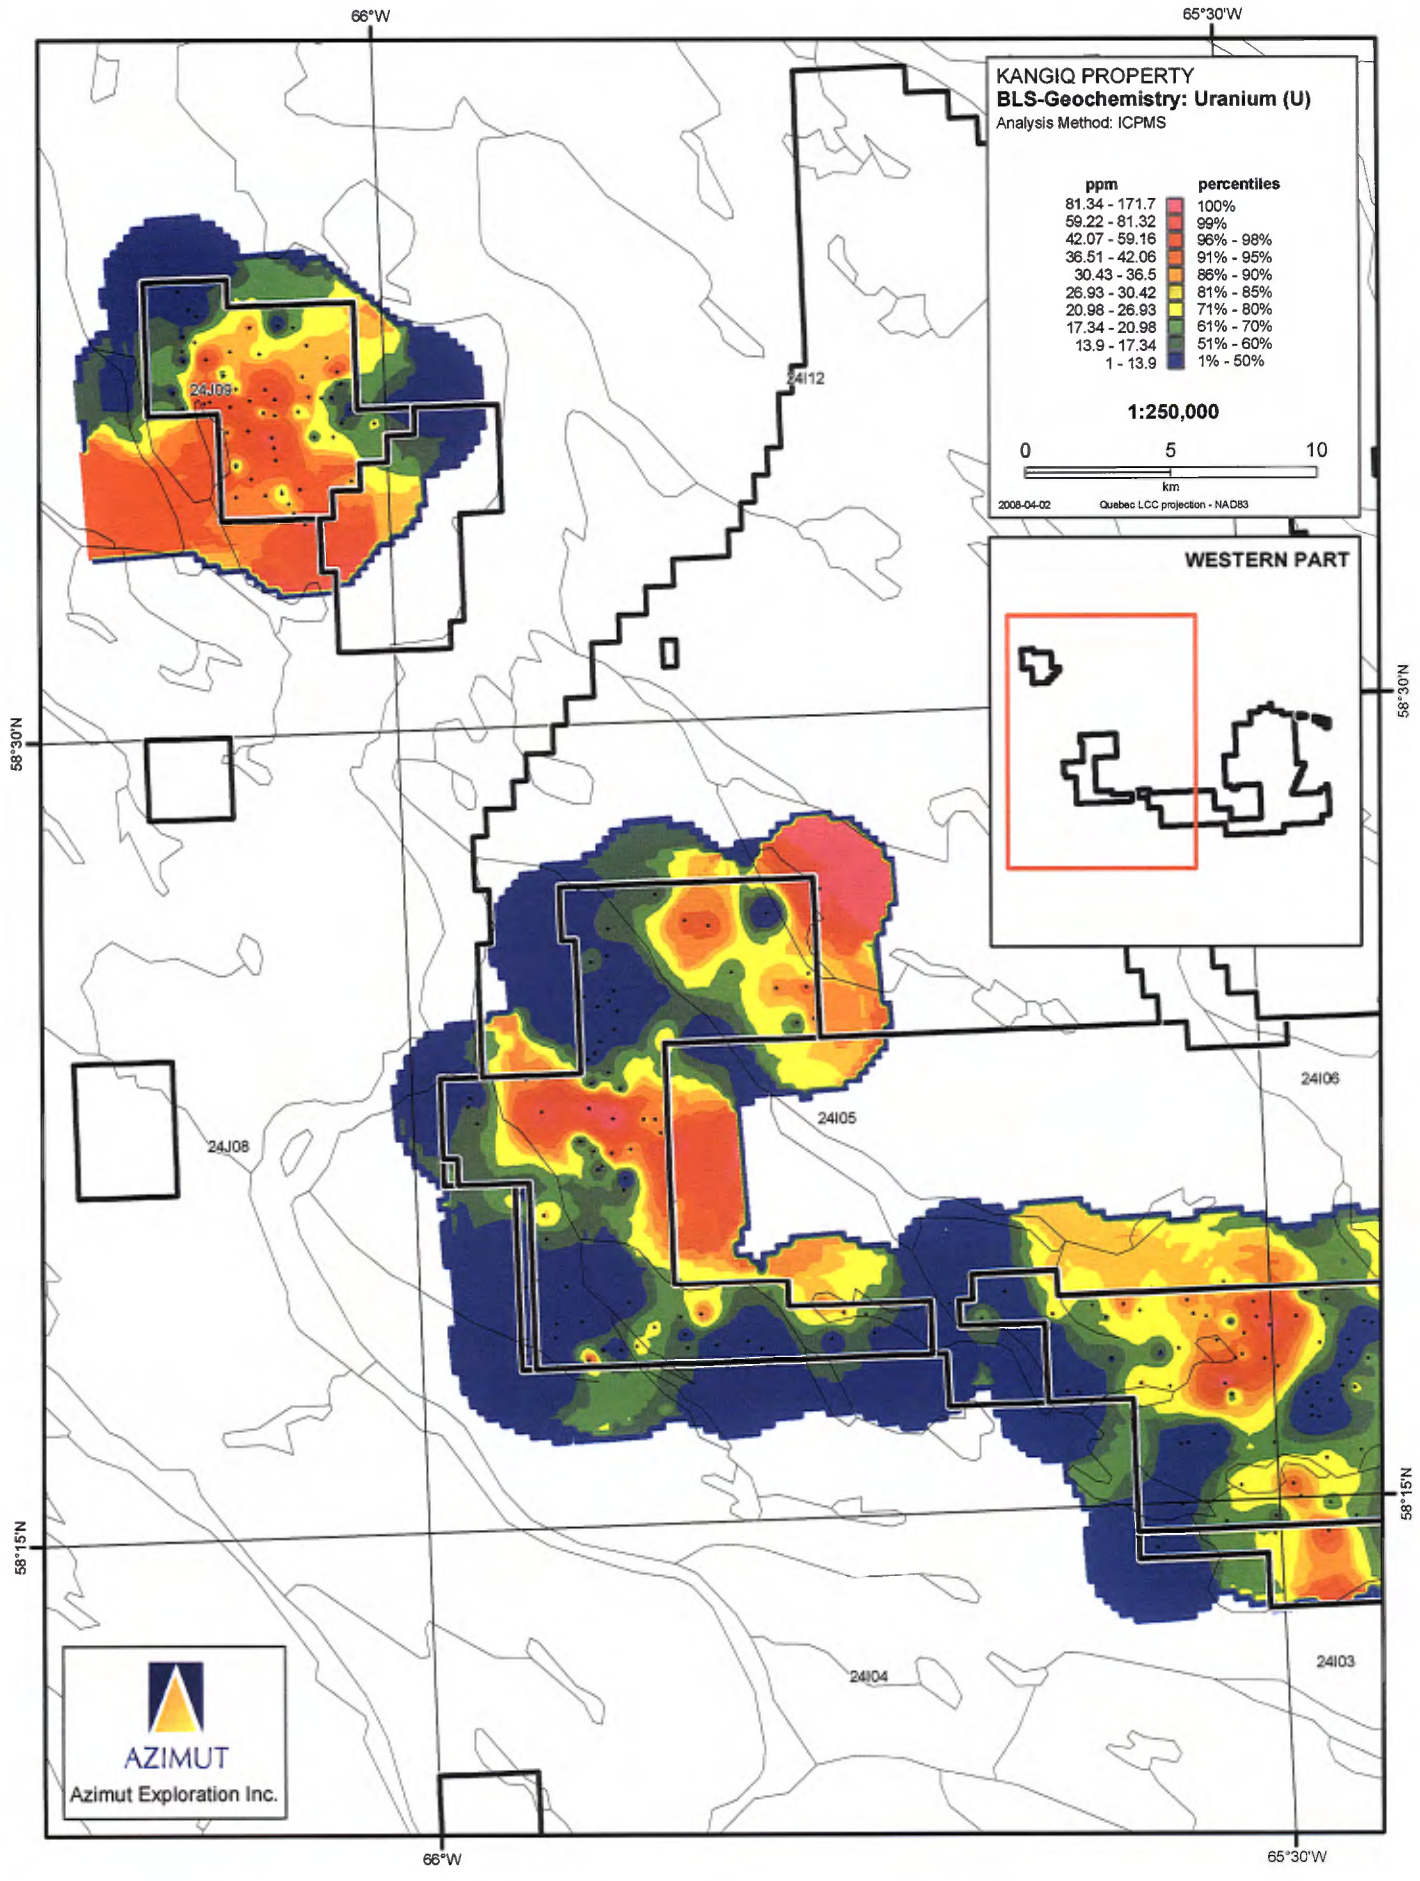 66°W
65°30'W
KANGIQ PROPERTY
BLS-Geochemistry: Uranium (U)
Analysis Method: ICPMS
ppm percentiles
81.34 - 171.7 100%
59.22 - 81.32 99%
42.07 - 59.16 96% - 98%
36.51 - 42.06 91% - 95%
30.43 - 36.5 86% - 90%
26.93 - 30.42 81% - 85%
20.98 - 26.93 71% - 80%
17.34 - 20.98 61% - 70%
13.9 - 17.34 51% - 60%
1 - 13.9 1% - 50%
1:250,000
0 5 10
km
2008-04-02 Quebec LCC projection - NAD83
24J09
24I12
WESTERN PART
58°30'N
58°30'N
24I06
24I05
24J08
58°15'N
58°15'N
24I04
24I03
AZIMUT
Azimut Exploration Inc.
66°W
65°30'W